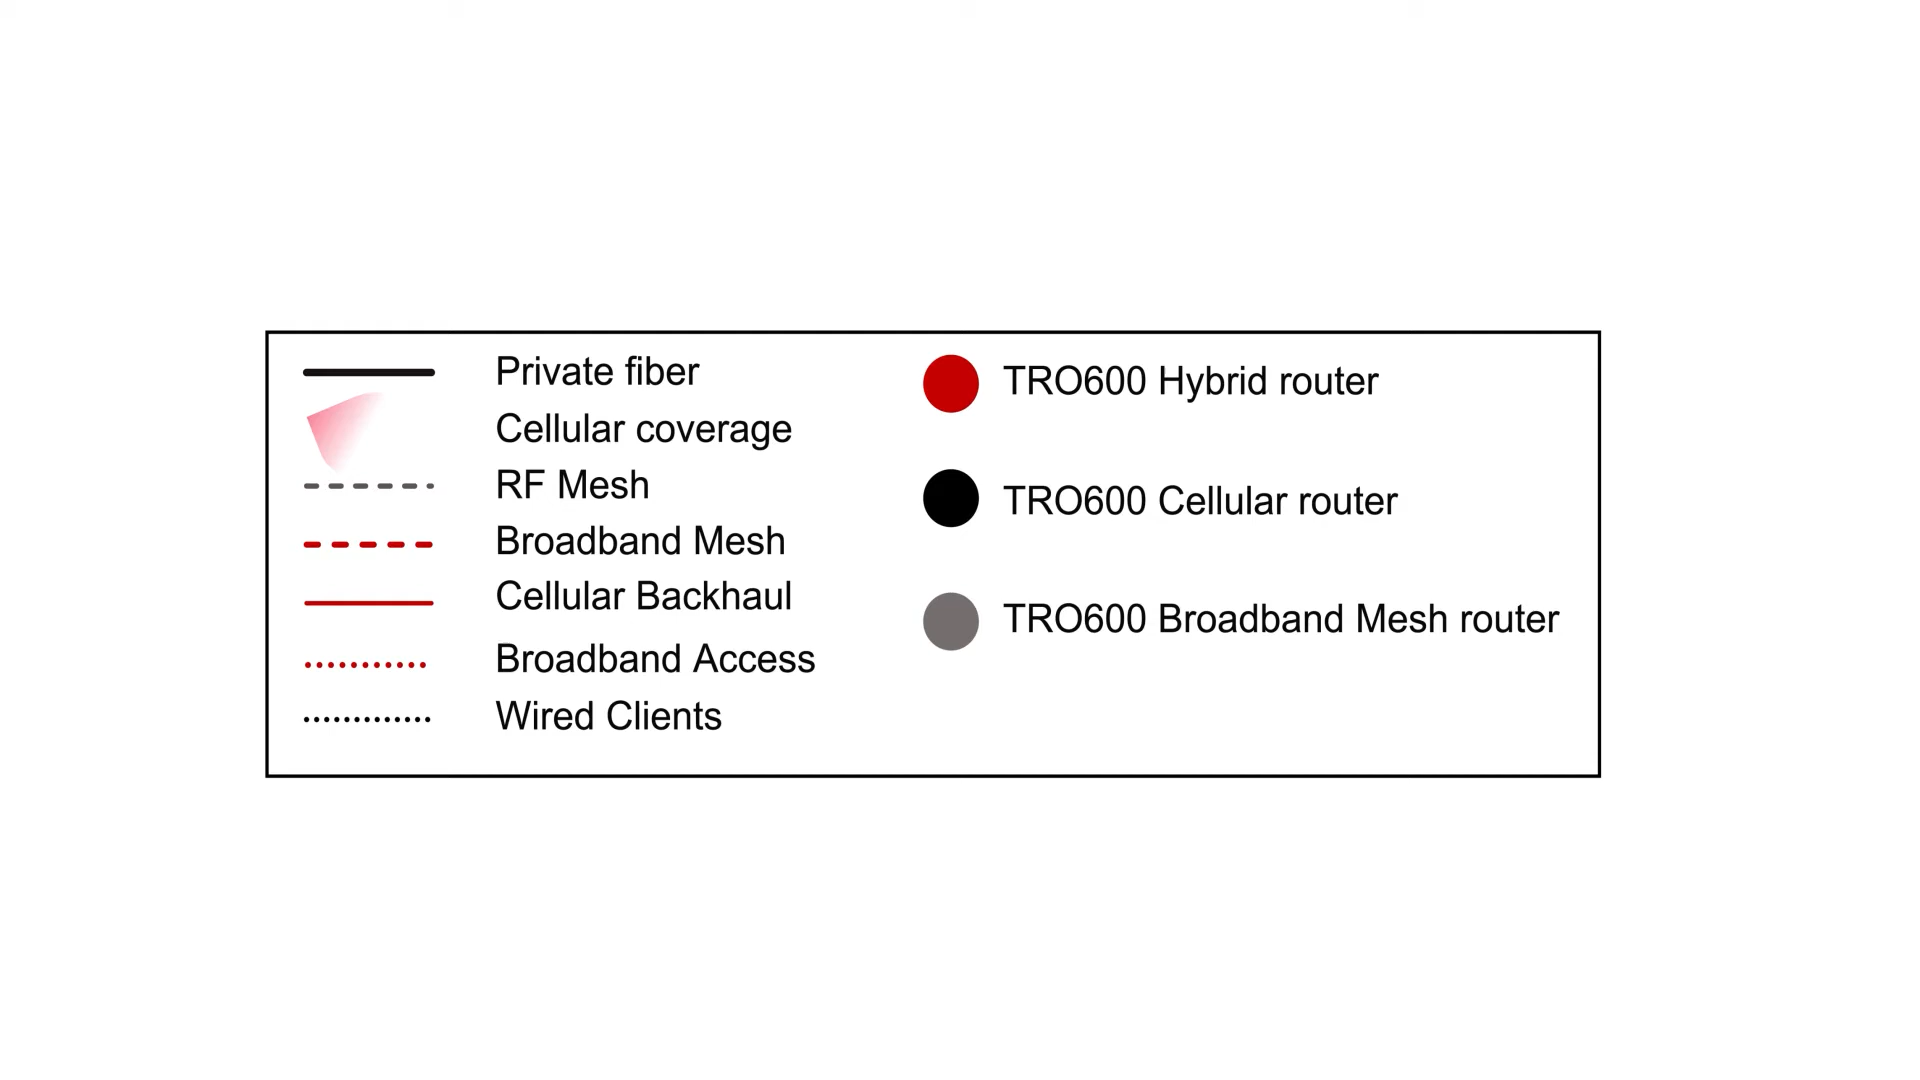 Private fiber
Cellular coverage
RF Mesh
Broadband Mesh
Cellular Backhaul
Broadband Access
Wired Clients
TRO600 Hybrid router
TRO600 Cellular router
TRO600 Broadband Mesh router